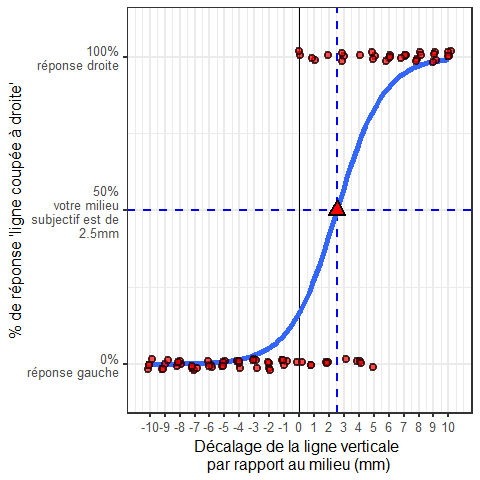 % de réponse 'ligne coupée à droite'
100%
réponse droite
50%
votre milieu
subjectif est de
2.5mm
0%
réponse gauche
-10 -9 -8 -7 -6 -5 -4 -3 -2 -1 0 1 2 3 4 5 6 7 8 9 10
Décalage de la ligne verticale
par rapport au milieu (mm)